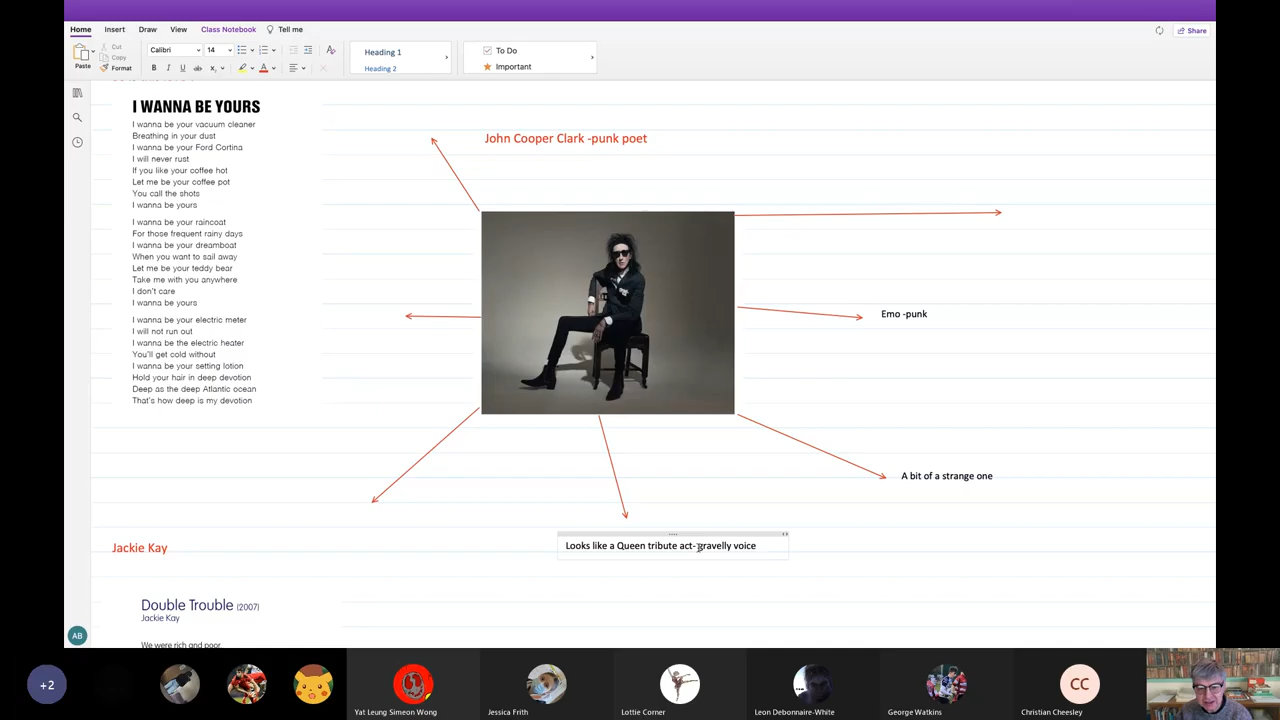 Home Insert Draw View Class Notebook Tell me
Share
Paste
Cut
Copy
Format
Calibri 14
B I U ab
Heading 1
Heading 2
To Do
Important
I WANNA BE YOURS
I wanna be your vacuum cleaner
Breathing in your dust
I wanna be your Ford Cortina
I will never rust
If you like your coffee hot
Let me be your coffee pot
You call the shots
I wanna be yours
I wanna be your raincoat
For those frequent rainy days
I wanna be your dreamboat
When you want to sail away
Let me be your teddy bear
Take me with you anywhere
I don't care
I wanna be yours
I wanna be your electric meter
I will not run out
I wanna be the electric heater
You'll get cold without
I wanna be your setting lotion
Hold your hair in deep devotion
Deep as the deep Atlantic ocean
That's how deep is my devotion
John Cooper Clark -punk poet
Emo -punk
A bit of a strange one
Looks like a Queen tribute act- gravelly voice
Jackie Kay
Double Trouble (2007)
Jackie Kay
We were rich and poor,
AB
+2
CC
Yat Leung Simeon Wong
Jessica Frith
Lottie Corner
Leon Debonnaire-White
George Watkins
Christian Cheesley